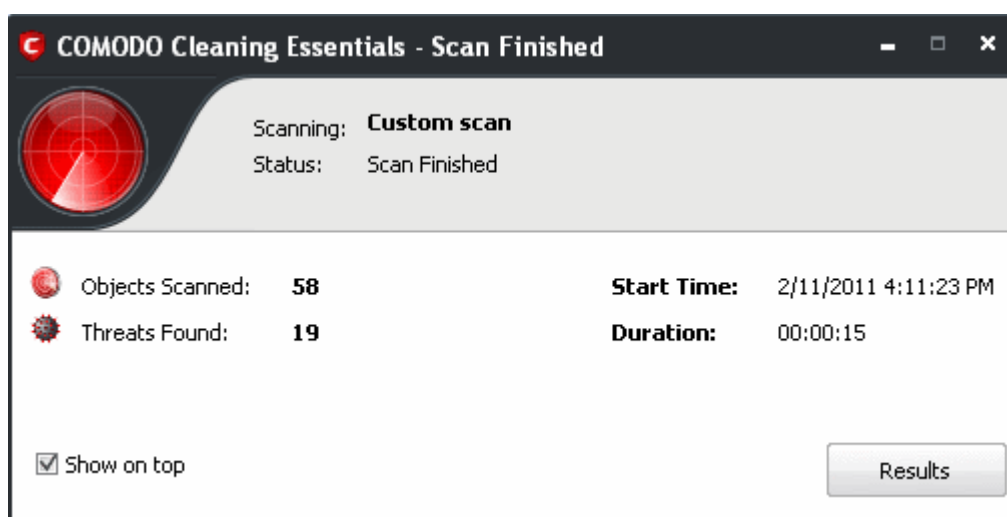 COMODO Cleaning Essentials - Scan Finished
Scanning: Custom scan
Status: Scan Finished
Objects Scanned: 58 Start Time: 2/11/2011 4:11:23 PM
Threats Found: 19 Duration: 00:00:15
Show on top
Results